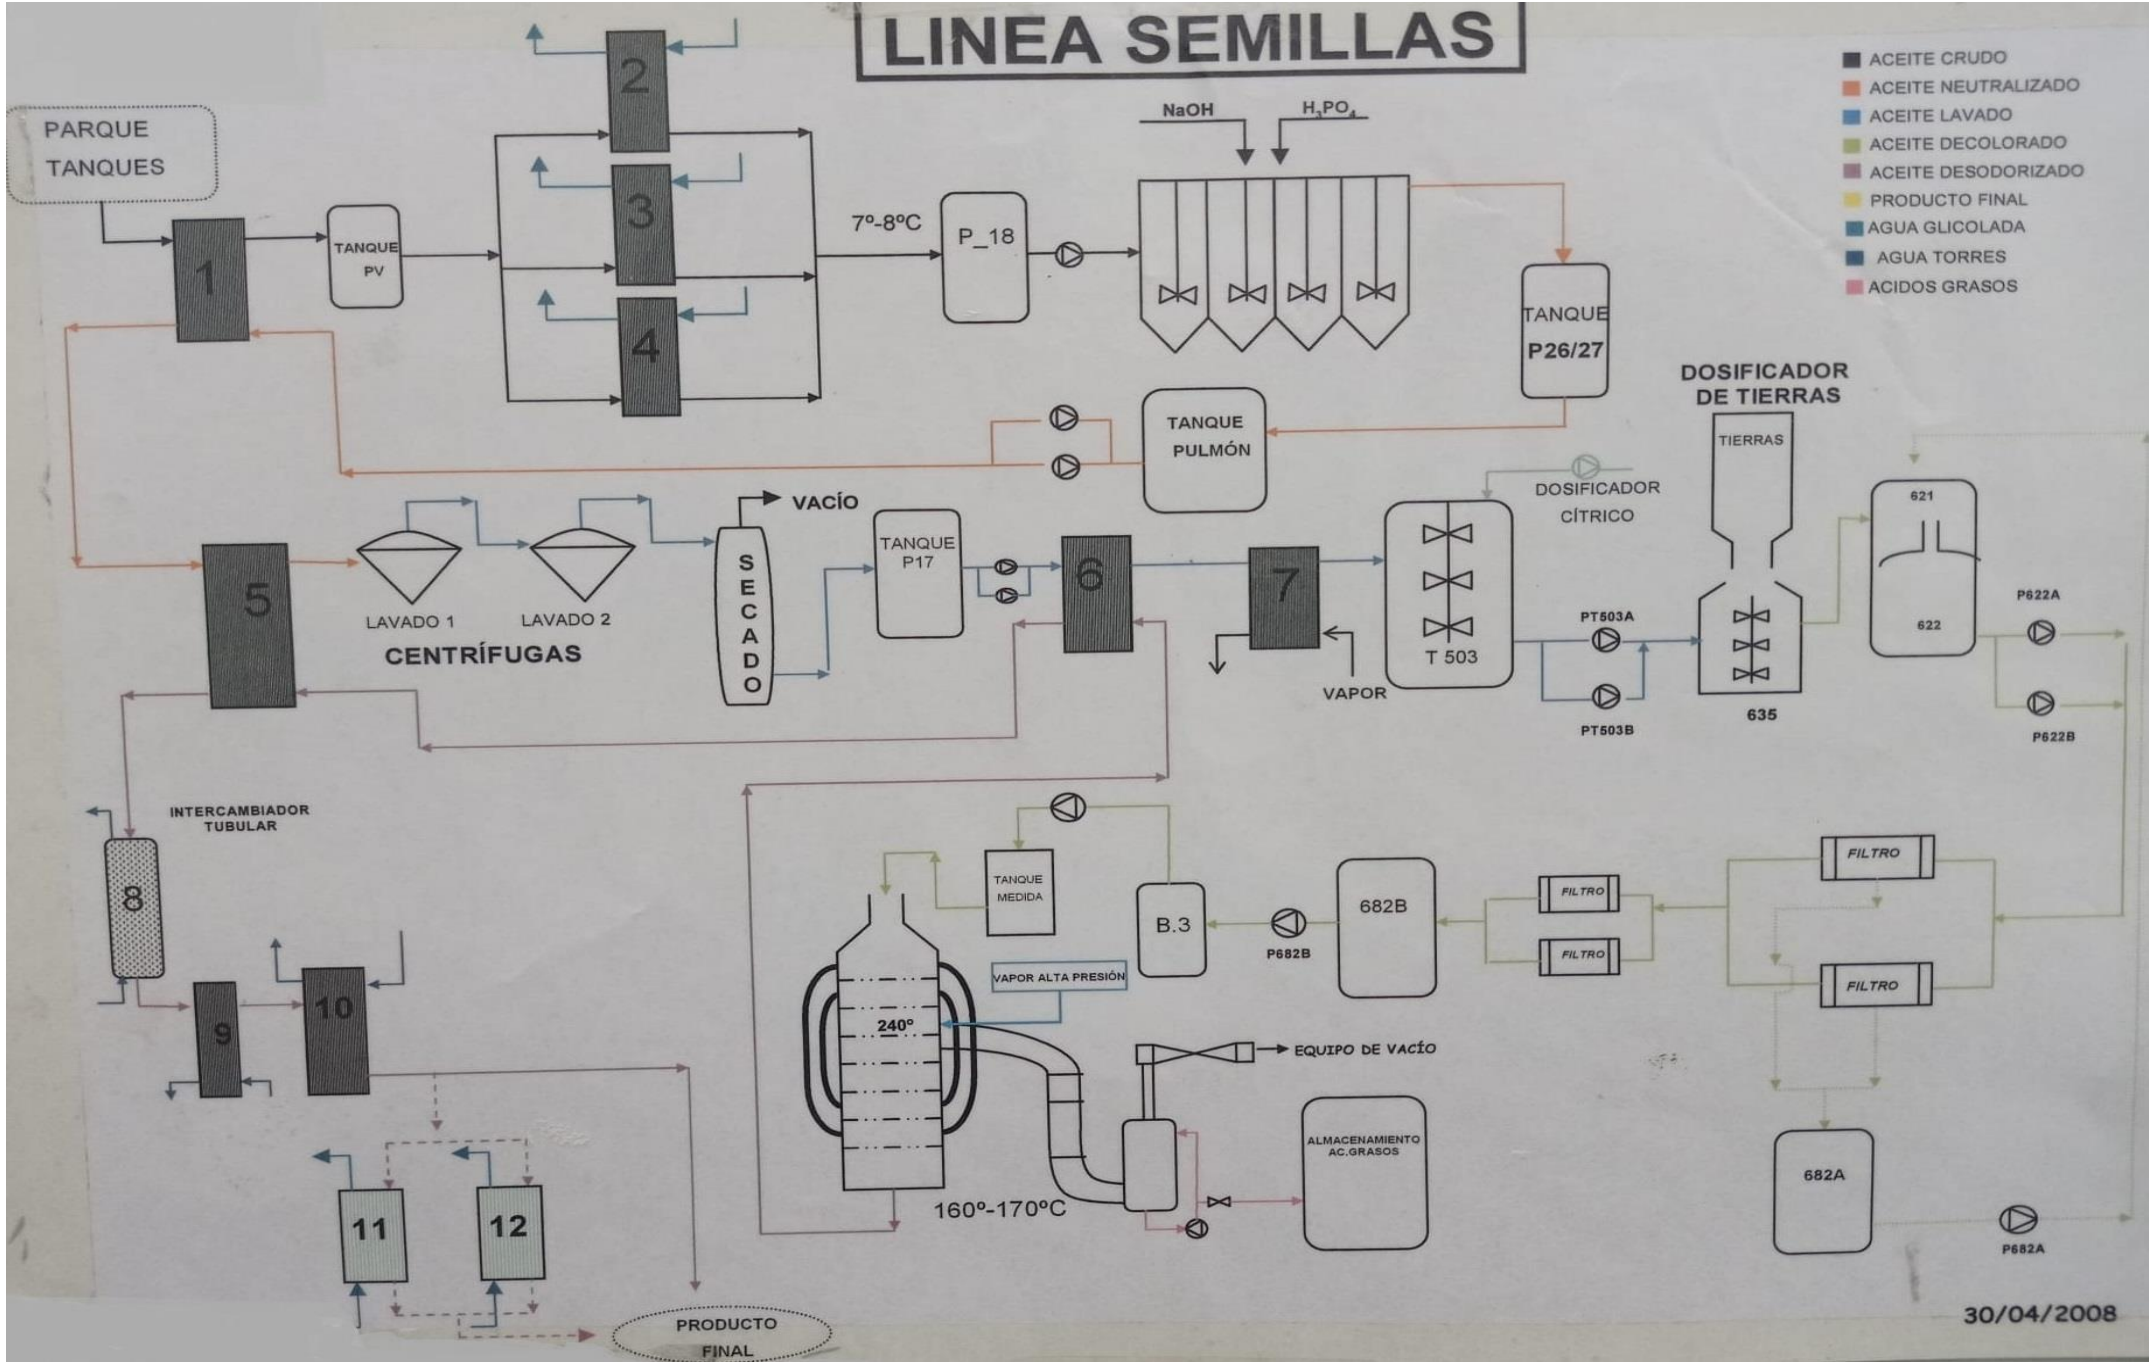 LINEA SEMILLAS
ACEITE CRUDO
ACEITE NEUTRALIZADO
ACEITE LAVADO
ACEITE DECOLORADO
ACEITE DESODORIZADO
PRODUCTO FINAL
AGUA GLICOLADA
AGUA TORRES
ACIDOS GRASOS
PARQUE
TANQUES
1
TANQUE
PV
2
3
4
7º-8ºC
P_18
NaOH
H₃PO₄
TANQUE
P26/27
TANQUE
PULMÓN
DOSIFICADOR
DE TIERRAS
TIERRAS
635
DOSIFICADOR
CÍTRICO
621
622
P622A
P622B
5
LAVADO 1
LAVADO 2
CENTRÍFUGAS
VACÍO
SECADO
TANQUE
P17
6
7
VAPOR
T 503
PT503A
PT503B
INTERCAMBIADOR
TUBULAR
8
9
10
11
12
PRODUCTO
FINAL
TANQUE
MEDIDA
B.3
P682B
682B
FILTRO
FILTRO
FILTRO
FILTRO
VAPOR ALTA PRESIÓN
240º
160º-170ºC
EQUIPO DE VACÍO
ALMACENAMIENTO
AC.GRASOS
682A
P682A
30/04/2008